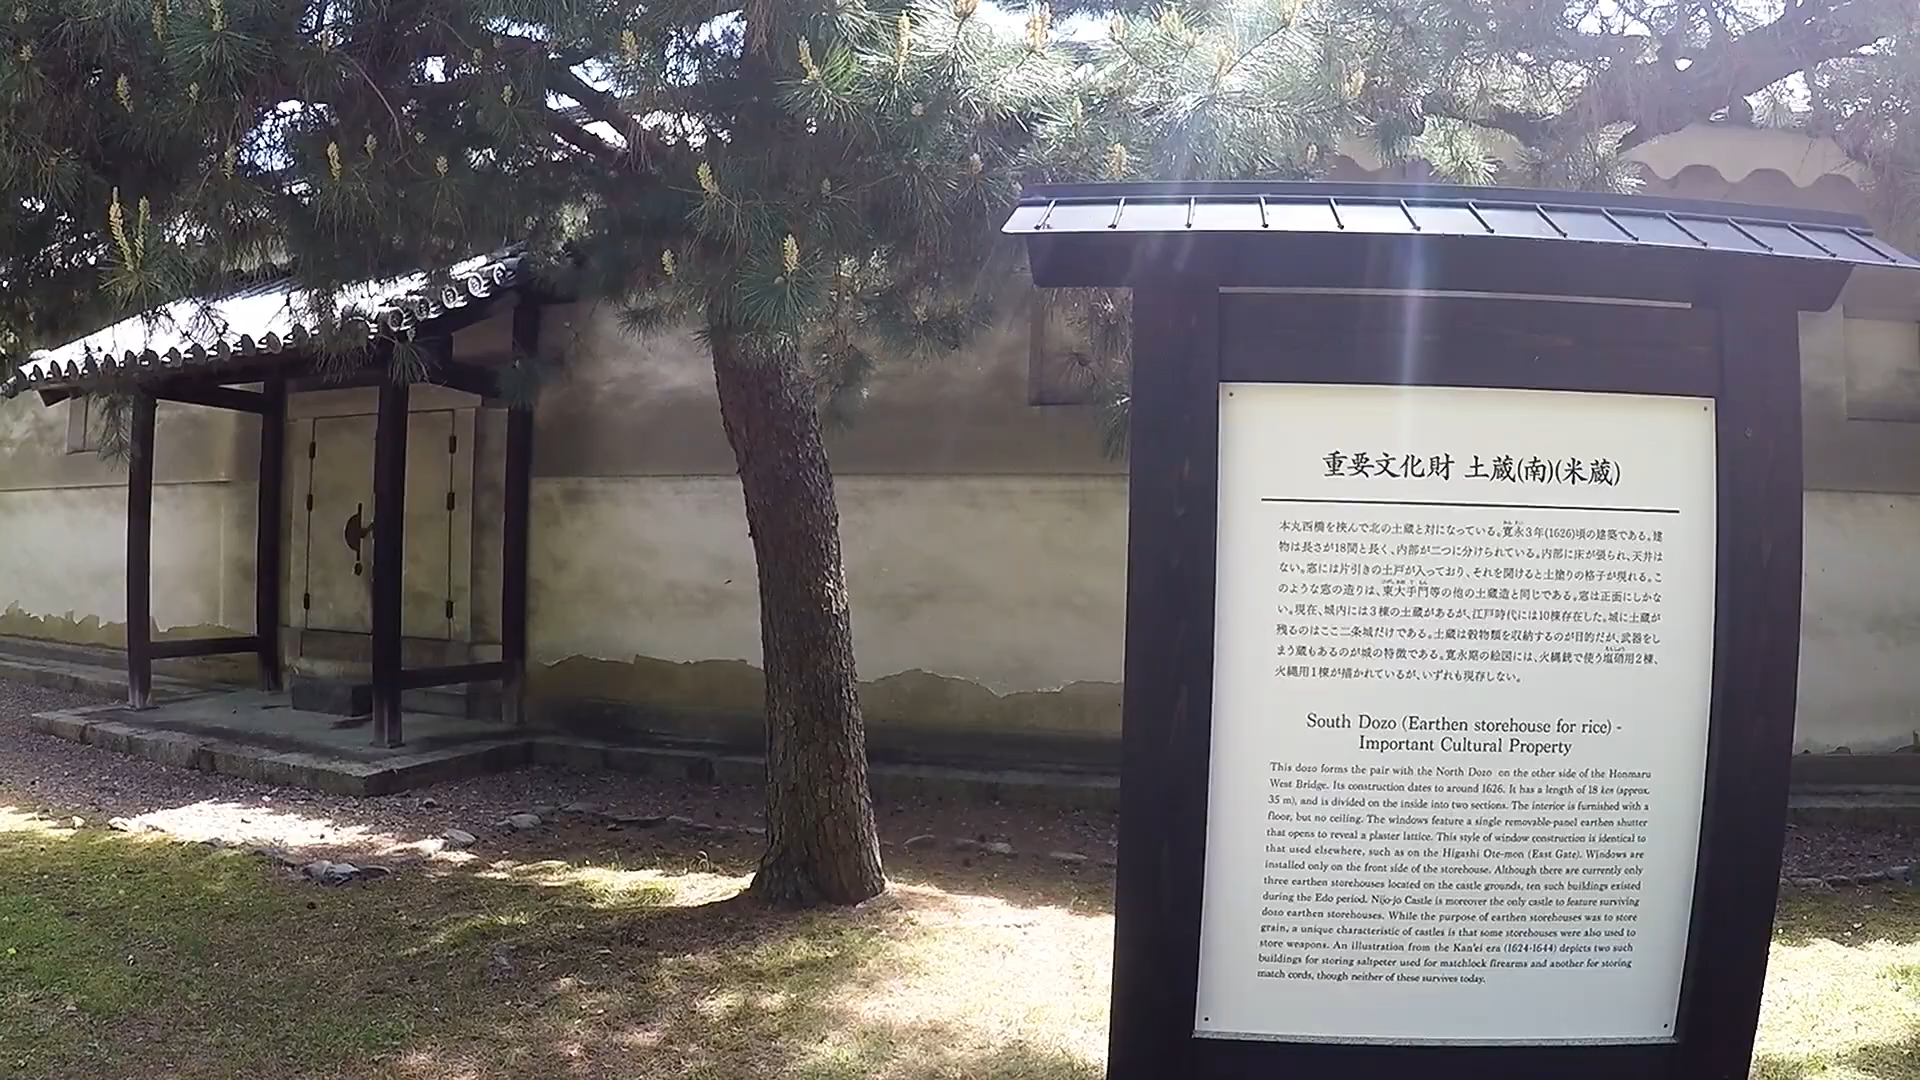 重要文化財 土蔵(南)(米蔵)
本丸西橋を挟んで北の土蔵と対になっている。寛永3年(1626)頃の建築である。建
物は長さが18間と長く、内部が二つに分けられている。内部に床が張られ、天井は
ない。窓には片引きの土戸が入っており、それを開けると土塗りの格子が現れる。こ
のような窓の造りは、東大手門等の他の土蔵造と同じである。窓は正面にしかな
い。現在、城内には3棟の土蔵があるが、江戸時代には10棟存在した。城に土蔵が
残るのはここ二条城だけである。土蔵は穀物類を収納するのが目的だが、武器をし
まう蔵もあるのが城の特徴である。寛永期の絵図には、火縄銃で使う塩硝用2棟、
火縄用1棟が描かれているが、いずれも現存しない。
South Dozo (Earthen storehouse for rice) -
Important Cultural Property
This dozo forms the pair with the North Dozo on the other side of the Honmaru
West Bridge. Its construction dates to around 1626. It has a length of 18 ken (approx.
35 m), and is divided on the inside into two sections. The interior is furnished with a
floor, but no ceiling. The windows feature a single removable-panel earthen shutter
that opens to reveal a plaster lattice. This style of window construction is identical to
that used elsewhere, such as on the Higashi Ote-mon (East Gate). Windows are
installed only on the front side of the storehouse. Although there are currently only
three earthen storehouses located on the castle grounds, ten such buildings existed
during the Edo period. Nijo-jo Castle is moreover the only castle to feature surviving
dozo earthen storehouses. While the purpose of earthen storehouses was to store
grain, a unique characteristic of castles is that some storehouses were also used to
store weapons. An illustration from the Kan'ei era (1624-1644) depicts two such
buildings for storing saltpeter used for matchlock firearms and another for storing
match cords, though neither of these survives today.